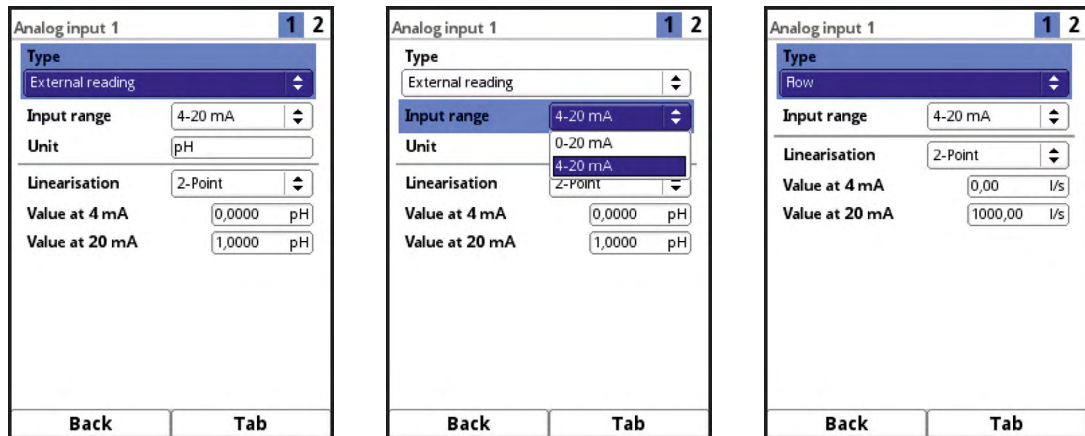 Analog input 1 1 2
Type
External reading
Input range 4-20 mA
Unit pH
Linearisation 2-Point
Value at 4 mA 0,0000 pH
Value at 20 mA 1,0000 pH
Back Tab
Analog input 1 1 2
Type
External reading
Input range 4-20 mA
0-20 mA
Unit
4-20 mA
Linearisation 2-Point
Value at 4 mA 0,0000 pH
Value at 20 mA 1,0000 pH
Back Tab
Analog input 1 1 2
Type
Flow
Input range 4-20 mA
Linearisation 2-Point
Value at 4 mA 0,00 l/s
Value at 20 mA 1000,00 l/s
Back Tab